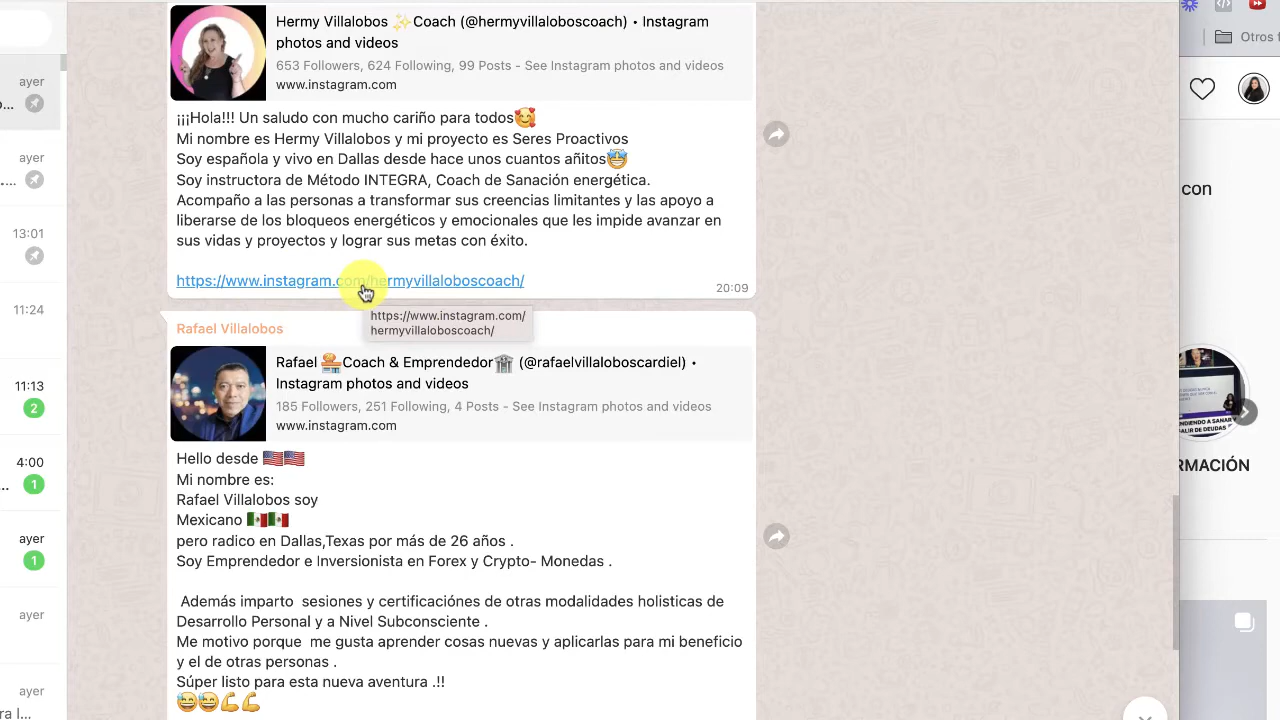 Hermy Villalobos ✨Coach (@hermyvillaloboscoach) • Instagram
photos and videos
653 Followers, 624 Following, 99 Posts - See Instagram photos and videos
www.instagram.com
¡¡¡Hola!!! Un saludo con mucho cariño para todos🥰
Mi nombre es Hermy Villalobos y mi proyecto es Seres Proactivos
Soy española y vivo en Dallas desde hace unos cuantos añitos🤩
Soy instructora de Método INTEGRA, Coach de Sanación energética.
Acompaño a las personas a transformar sus creencias limitantes y las apoyo a
liberarse de los bloqueos energéticos y emocionales que les impide avanzar en
sus vidas y proyectos y lograr sus metas con éxito.
https://www.instagram.com/hermyvillaloboscoach/
20:09
https://www.instagram.com/
hermyvillaloboscoach/
Rafael Villalobos
Rafael Coach & Emprendedor (@rafaelvillaloboscardiel) •
Instagram photos and videos
185 Followers, 251 Following, 4 Posts - See Instagram photos and videos
www.instagram.com
Hello desde 🇺🇸🇺🇸
Mi nombre es:
Rafael Villalobos soy
Mexicano 🇲🇽🇲🇽
pero radico en Dallas,Texas por más de 26 años .
Soy Emprendedor e Inversionista en Forex y Crypto- Monedas .
Además imparto sesiones y certificaciónes de otras modalidades holisticas de
Desarrollo Personal y a Nivel Subconsciente .
Me motivo porque me gusta aprender cosas nuevas y aplicarlas para mi beneficio
y el de otras personas .
Súper listo para esta nueva aventura .!!
😅😅💪💪
ayer
ayer
13:01
11:24
11:13
2
4:00
1
ayer
1
ayer
ayer
ra l...
Otros f
con
NDIENDO A SANAR
ALIR DE DEUDAS
RMACIÓN